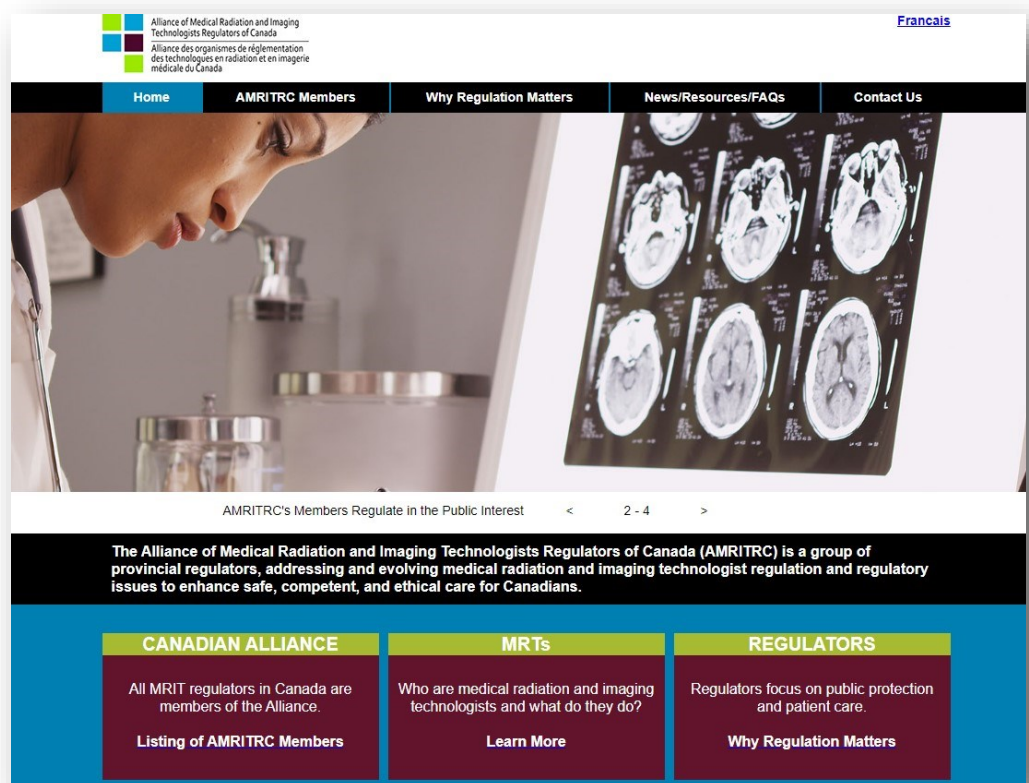 Alliance of Medical Radiation and Imaging
Technologists Regulators of Canada
Alliance des organismes de réglementation
des technologues en radiation et en imagerie
médicale du Canada
Francais
Home
AMRITRC Members
Why Regulation Matters
News/Resources/FAQs
Contact Us
AMRITRC's Members Regulate in the Public Interest < 2 - 4 >
The Alliance of Medical Radiation and Imaging Technologists Regulators of Canada (AMRITRC) is a group of
provincial regulators, addressing and evolving medical radiation and imaging technologist regulation and regulatory
issues to enhance safe, competent, and ethical care for Canadians.
CANADIAN ALLIANCE
All MRIT regulators in Canada are
members of the Alliance.
Listing of AMRITRC Members
MRTs
Who are medical radiation and imaging
technologists and what do they do?
Learn More
REGULATORS
Regulators focus on public protection
and patient care.
Why Regulation Matters